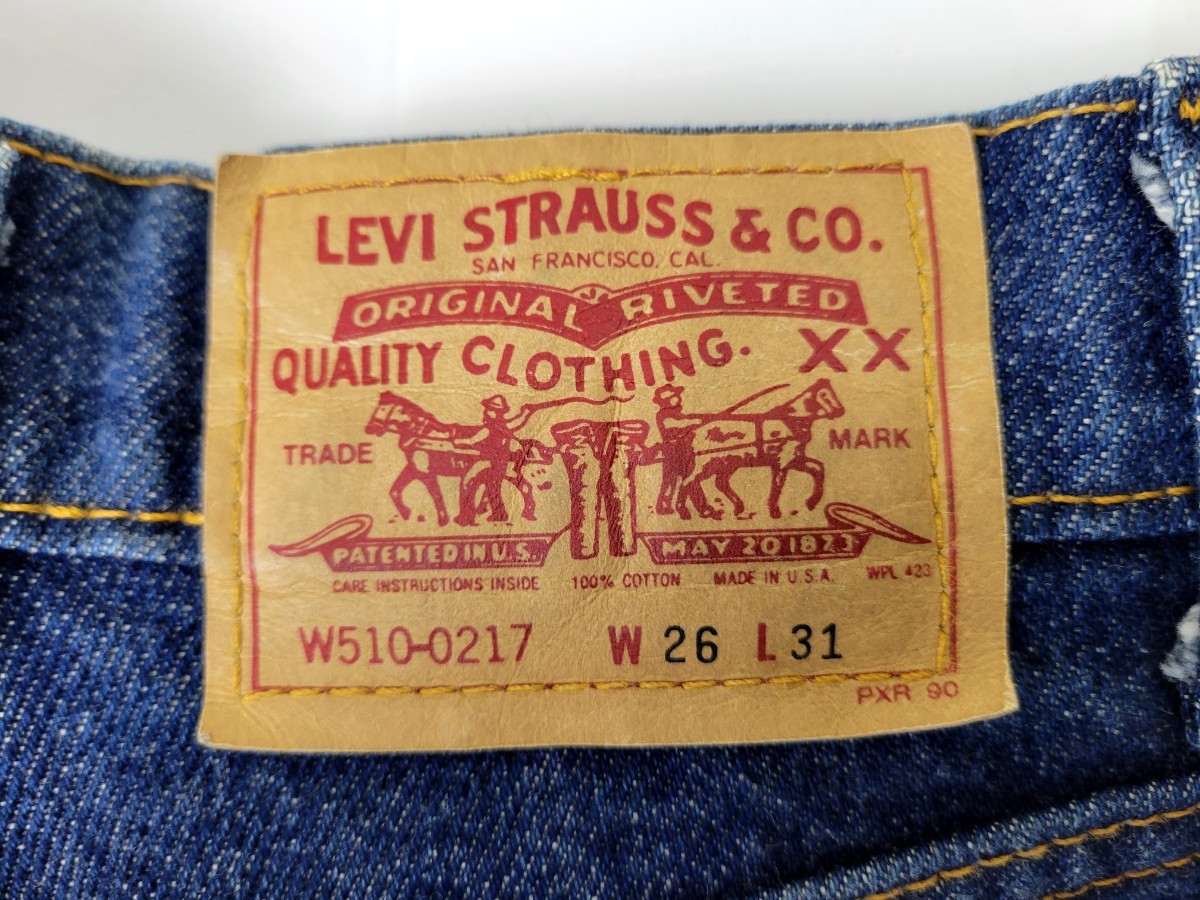 LEVI STRAUSS & CO.
SAN FRANCISCO, CAL.
ORIGINAL RIVETED
QUALITY CLOTHING. XX
TRADE MARK
PATENTED IN U.S. MAY 20 1873
CARE INSTRUCTIONS INSIDE 100% COTTON MADE IN U.S.A. WPL 423
W510-0217 W 26 L 31
PXR 90